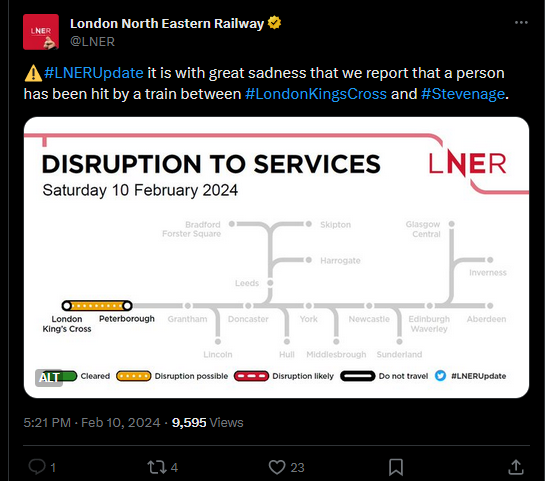 London North Eastern Railway
@LNER
LNER
⚠️#LNERUpdate it is with great sadness that we report that a person
has been hit by a train between #LondonKingsCross and #Stevenage.
DISRUPTION TO SERVICES
LNER
Saturday 10 February 2024
Bradford
Forster Square
Skipton
Glasgow
Central
Harrogate
Inverness
Leeds
London
King's Cross
Peterborough
Grantham
Doncaster
York
Newcastle
Edinburgh
Waverley
Aberdeen
Lincoln
Hull
Middlesbrough
Sunderland
ALT
Cleared
Disruption possible
Disruption likely
Do not travel
#LNERUpdate
5:21 PM · Feb 10, 2024 · 9,595 Views
1
4
23